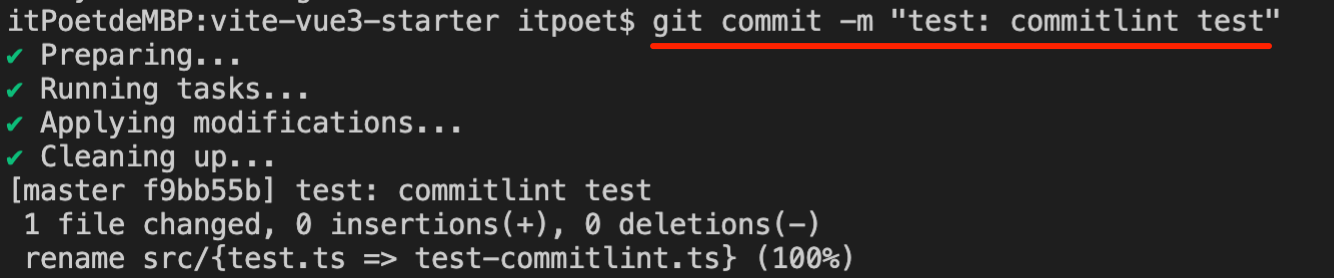 itPoetdeMBP:vite-vue3-starter itpoet$ git commit -m "test: commitlint test"
✔ Preparing...
✔ Running tasks...
✔ Applying modifications...
✔ Cleaning up...
[master f9bb55b] test: commitlint test
 1 file changed, 0 insertions(+), 0 deletions(-)
 rename src/{test.ts => test-commitlint.ts} (100%)